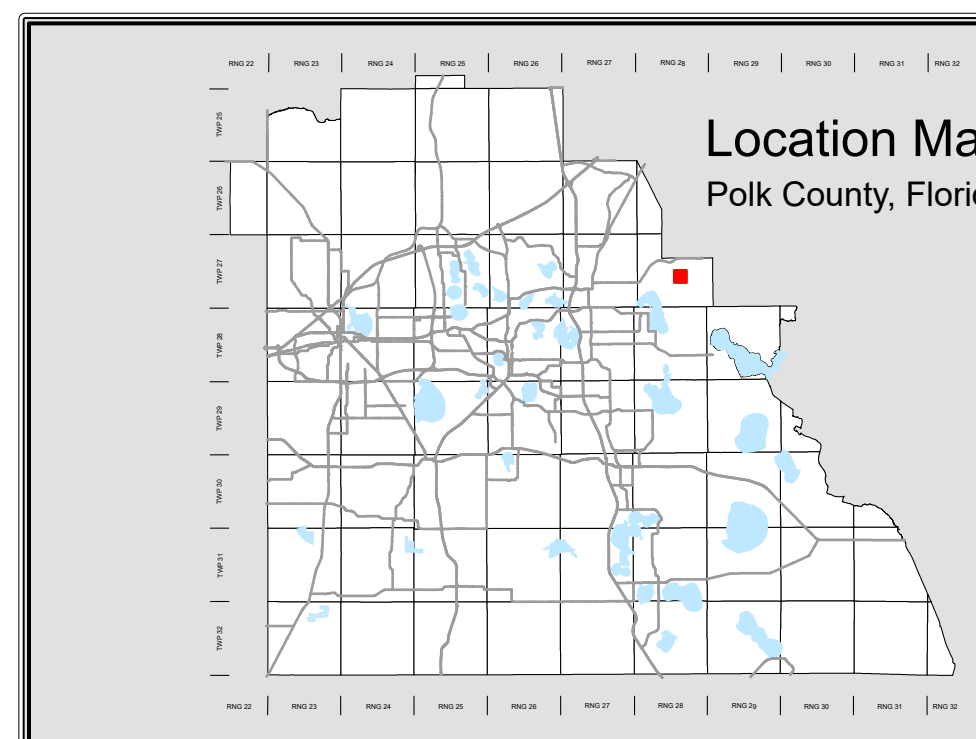 RNG 22 RNG 23 RNG 24 RNG 25 RNG 26 RNG 27 RNG 28 RNG 29 RNG 30 RNG 31 RNG 32
Location Ma
Polk County, Flori
TWP 25
TWP 26
TWP 27
TWP 28
TWP 29
TWP 30
TWP 31
TWP 32
RNG 22 RNG 23 RNG 24 RNG 25 RNG 26 RNG 27 RNG 28 RNG 29 RNG 30 RNG 31 RNG 32